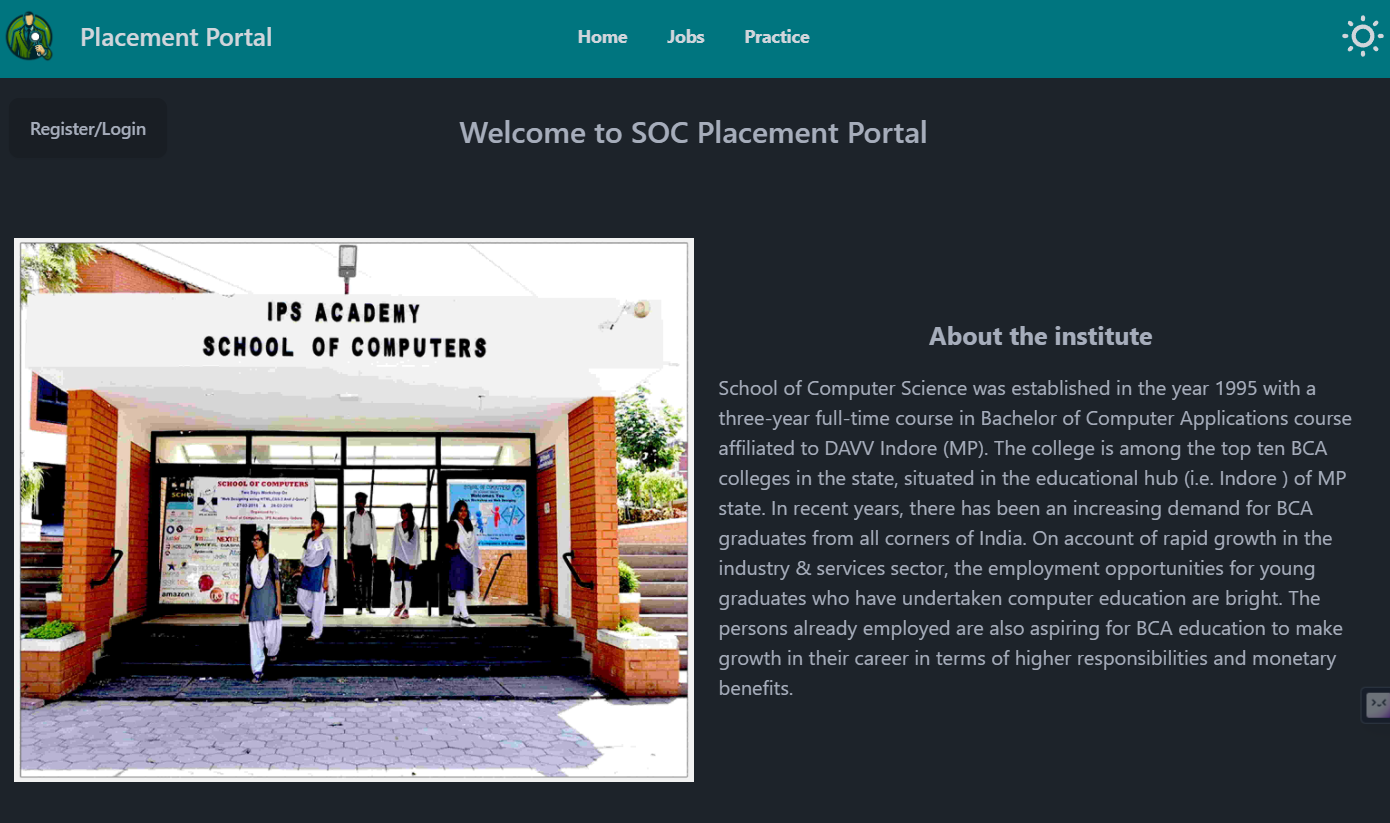 Placement Portal
Home
Jobs
Practice
Register/Login
Welcome to SOC Placement Portal
IPS ACADEMY
SCHOOL OF COMPUTERS
SCHOOL OF COMPUTERS
Two Days Workshop On
amazon
Welcomes You
About the institute
School of Computer Science was established in the year 1995 with a
three-year full-time course in Bachelor of Computer Applications course
affiliated to DAVV Indore (MP). The college is among the top ten BCA
colleges in the state, situated in the educational hub (i.e. Indore ) of MP
state. In recent years, there has been an increasing demand for BCA
graduates from all corners of India. On account of rapid growth in the
industry & services sector, the employment opportunities for young
graduates who have undertaken computer education are bright. The
persons already employed are also aspiring for BCA education to make
growth in their career in terms of higher responsibilities and monetary
benefits.